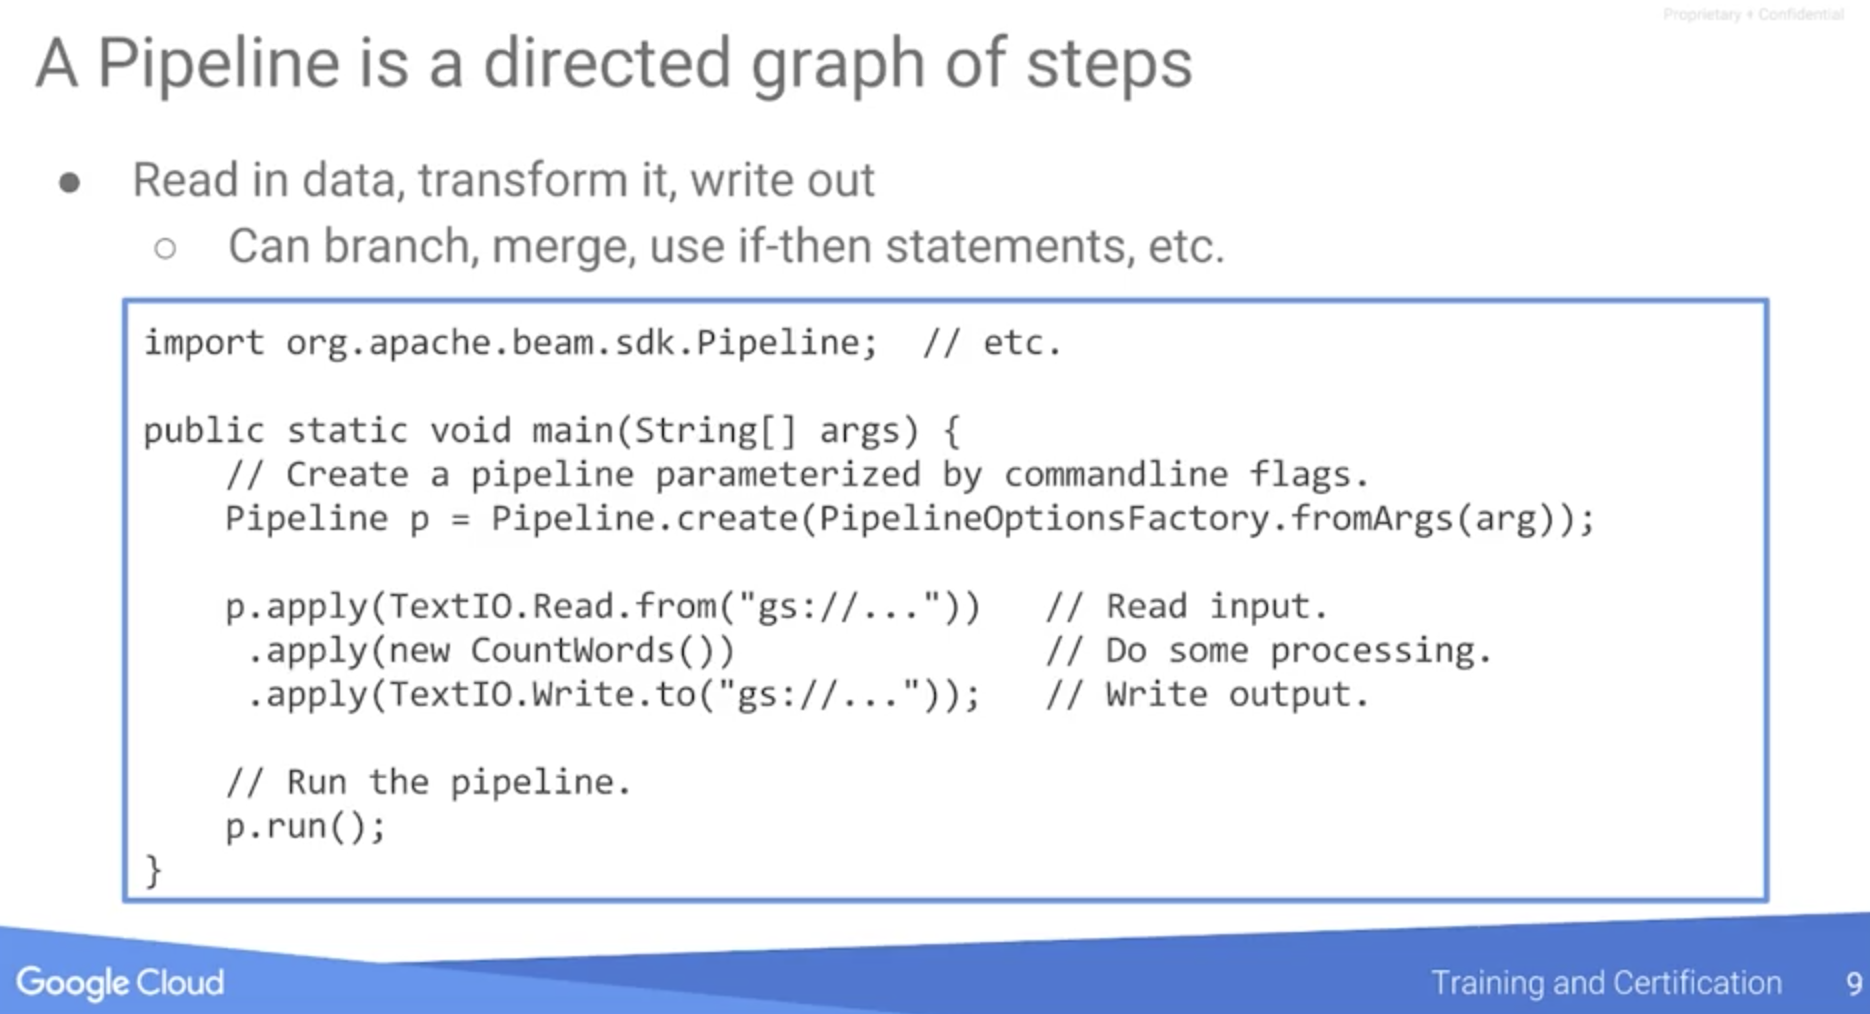 Proprietary + Confidential
A Pipeline is a directed graph of steps
● Read in data, transform it, write out
○ Can branch, merge, use if-then statements, etc.
import org.apache.beam.sdk.Pipeline;  // etc.
public static void main(String[] args) {
    // Create a pipeline parameterized by commandline flags.
    Pipeline p = Pipeline.create(PipelineOptionsFactory.fromArgs(arg));
    p.apply(TextIO.Read.from("gs://..."))   // Read input.
     .apply(new CountWords())               // Do some processing.
     .apply(TextIO.Write.to("gs://..."));   // Write output.
    // Run the pipeline.
    p.run();
}
Google Cloud
Training and Certification 9